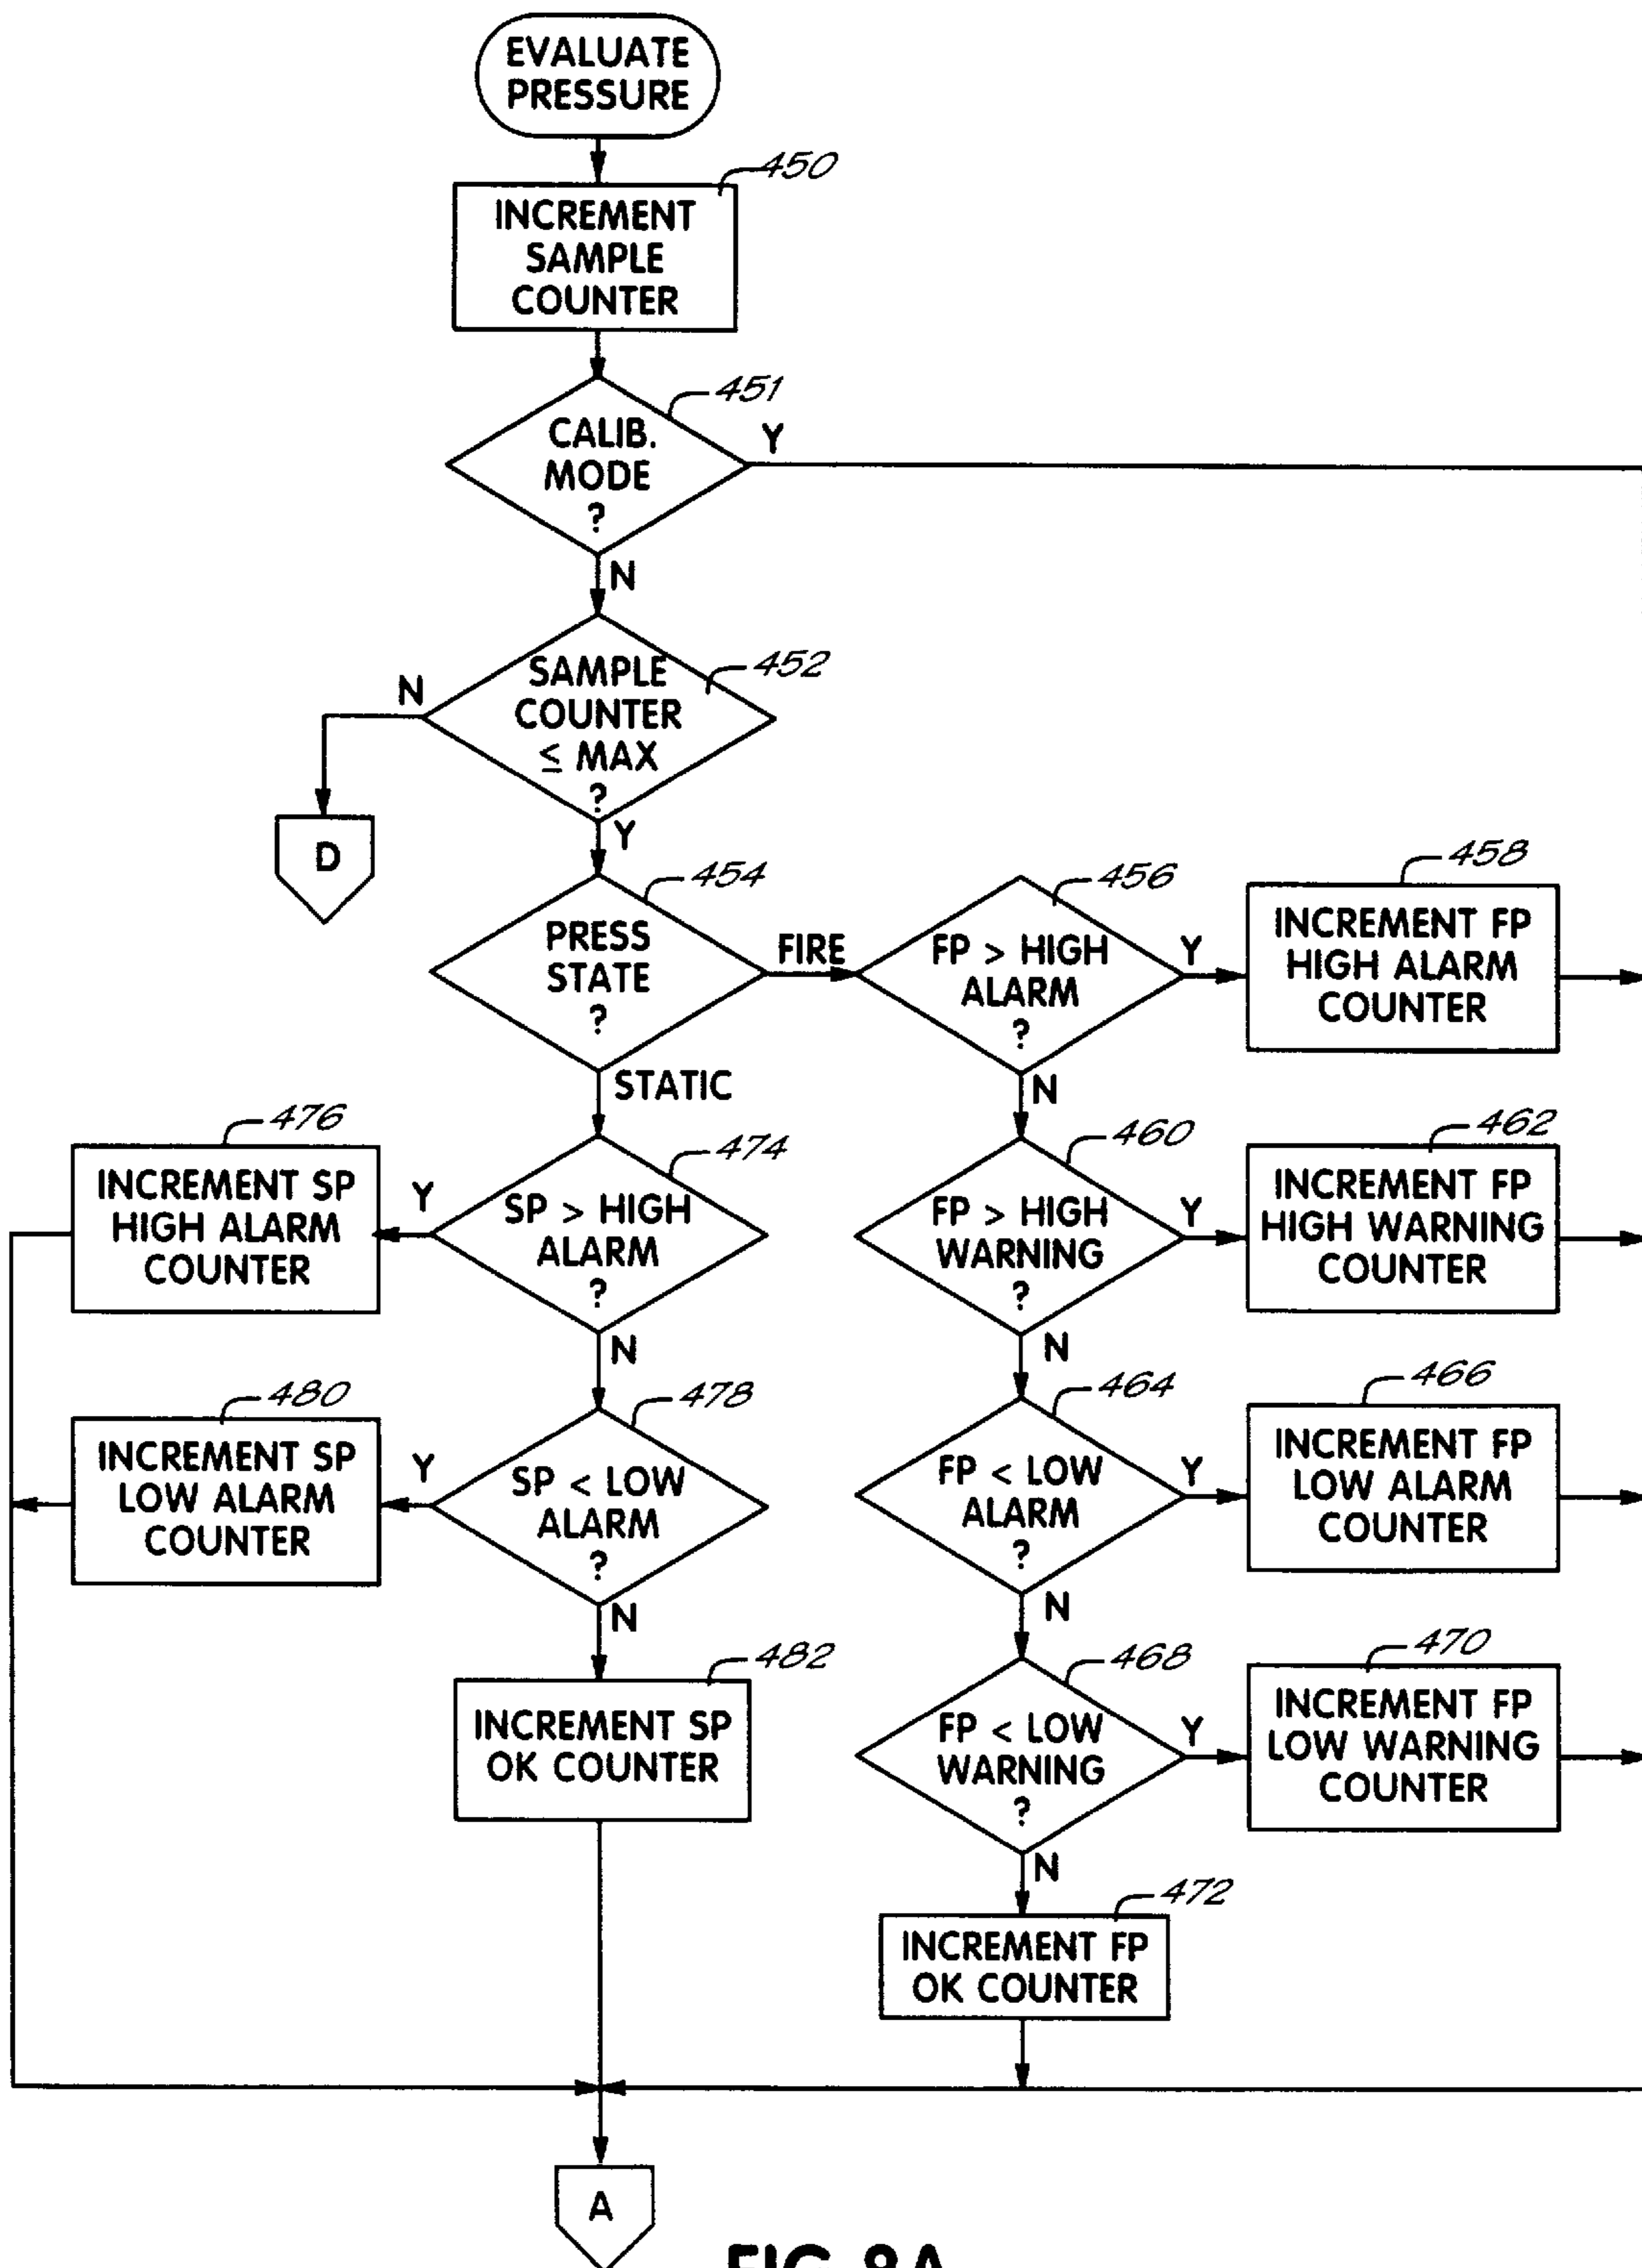 EVALUATE
PRESSURE
450
INCREMENT
SAMPLE
COUNTER
451
CALIB.
MODE
?
Y
N
452
SAMPLE
COUNTER
≤ MAX
?
N
Y
D
454
PRESS
STATE
?
FIRE
STATIC
456
FP > HIGH
ALARM
?
Y
N
458
INCREMENT FP
HIGH ALARM
COUNTER
460
FP > HIGH
WARNING
?
Y
N
462
INCREMENT FP
HIGH WARNING
COUNTER
464
FP < LOW
ALARM
?
Y
N
466
INCREMENT FP
LOW ALARM
COUNTER
468
FP < LOW
WARNING
?
Y
N
470
INCREMENT FP
LOW WARNING
COUNTER
472
INCREMENT FP
OK COUNTER
474
SP > HIGH
ALARM
?
Y
N
476
INCREMENT SP
HIGH ALARM
COUNTER
478
SP < LOW
ALARM
?
Y
N
480
INCREMENT SP
LOW ALARM
COUNTER
482
INCREMENT SP
OK COUNTER
A
FIG. 8A